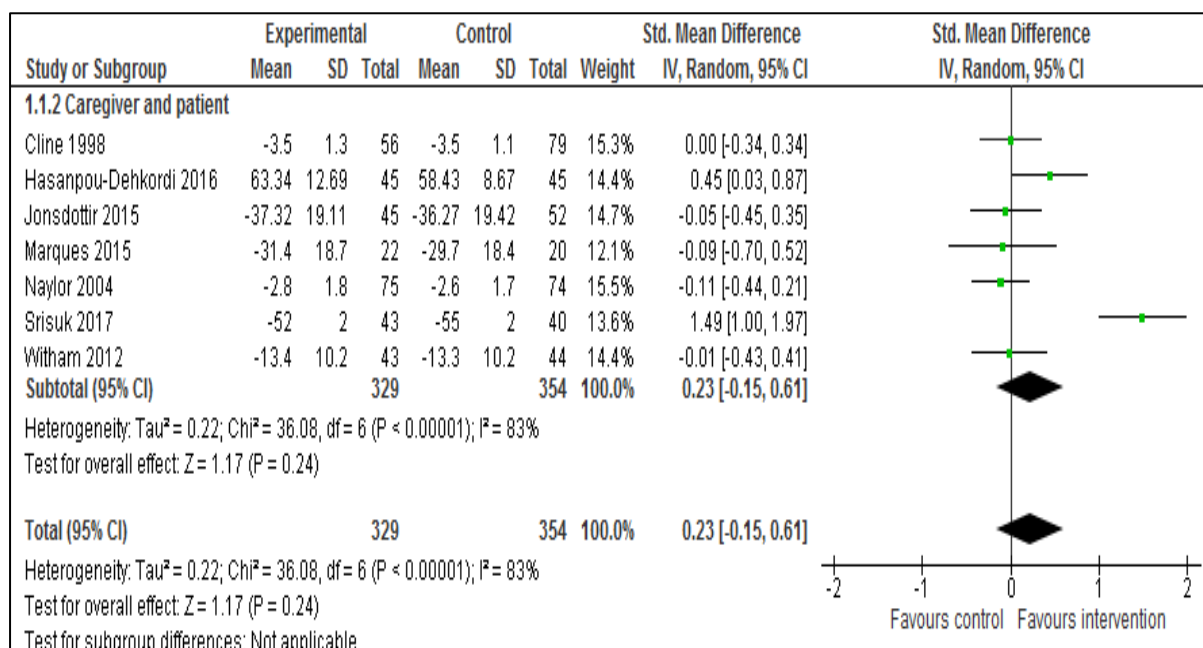 Experimental Control Std. Mean Difference Std. Mean Difference
Study or Subgroup Mean SD Total Mean SD Total Weight IV, Random, 95% CI IV, Random, 95% CI
1.1.2 Caregiver and patient
Cline 1998 -3.5 1.3 56 -3.5 1.1 79 15.3% 0.00 [-0.34, 0.34]
Hasanpou-Dehkordi 2016 63.34 12.69 45 58.43 8.67 45 14.4% 0.45 [0.03, 0.87]
Jonsdottir 2015 -37.32 19.11 45 -36.27 19.42 52 14.7% -0.05 [-0.45, 0.35]
Marques 2015 -31.4 18.7 22 -29.7 18.4 20 12.1% -0.09 [-0.70, 0.52]
Naylor 2004 -2.8 1.8 75 -2.6 1.7 74 15.5% -0.11 [-0.44, 0.21]
Srisuk 2017 -52 2 43 -55 2 40 13.6% 1.49 [1.00, 1.97]
Witham 2012 -13.4 10.2 43 -13.3 10.2 44 14.4% -0.01 [-0.43, 0.41]
Subtotal (95% CI) 329 354 100.0% 0.23 [-0.15, 0.61]
Heterogeneity: Tau² = 0.22; Chi² = 36.08, df = 6 (P < 0.00001); I² = 83%
Test for overall effect: Z = 1.17 (P = 0.24)
Total (95% CI) 329 354 100.0% 0.23 [-0.15, 0.61]
Heterogeneity: Tau² = 0.22; Chi² = 36.08, df = 6 (P < 0.00001); I² = 83%
Test for overall effect: Z = 1.17 (P = 0.24)
Test for subgroup differences: Not applicable
-2 -1 0 1 2
Favours control Favours intervention